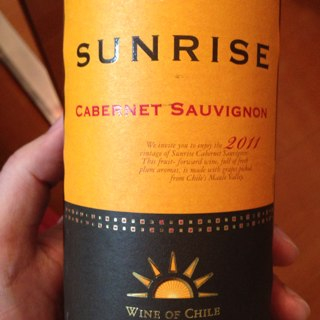 SUNRISE
CABERNET SAUVIGNON
We invite you to enjoy the 2011
vintage of Sunrise Cabernet Sauvignon.
This fruit-forward wine, full of fresh
plum aromas, is made with grapes picked
from Chile's Maule Valley.
WINE OF CHILE